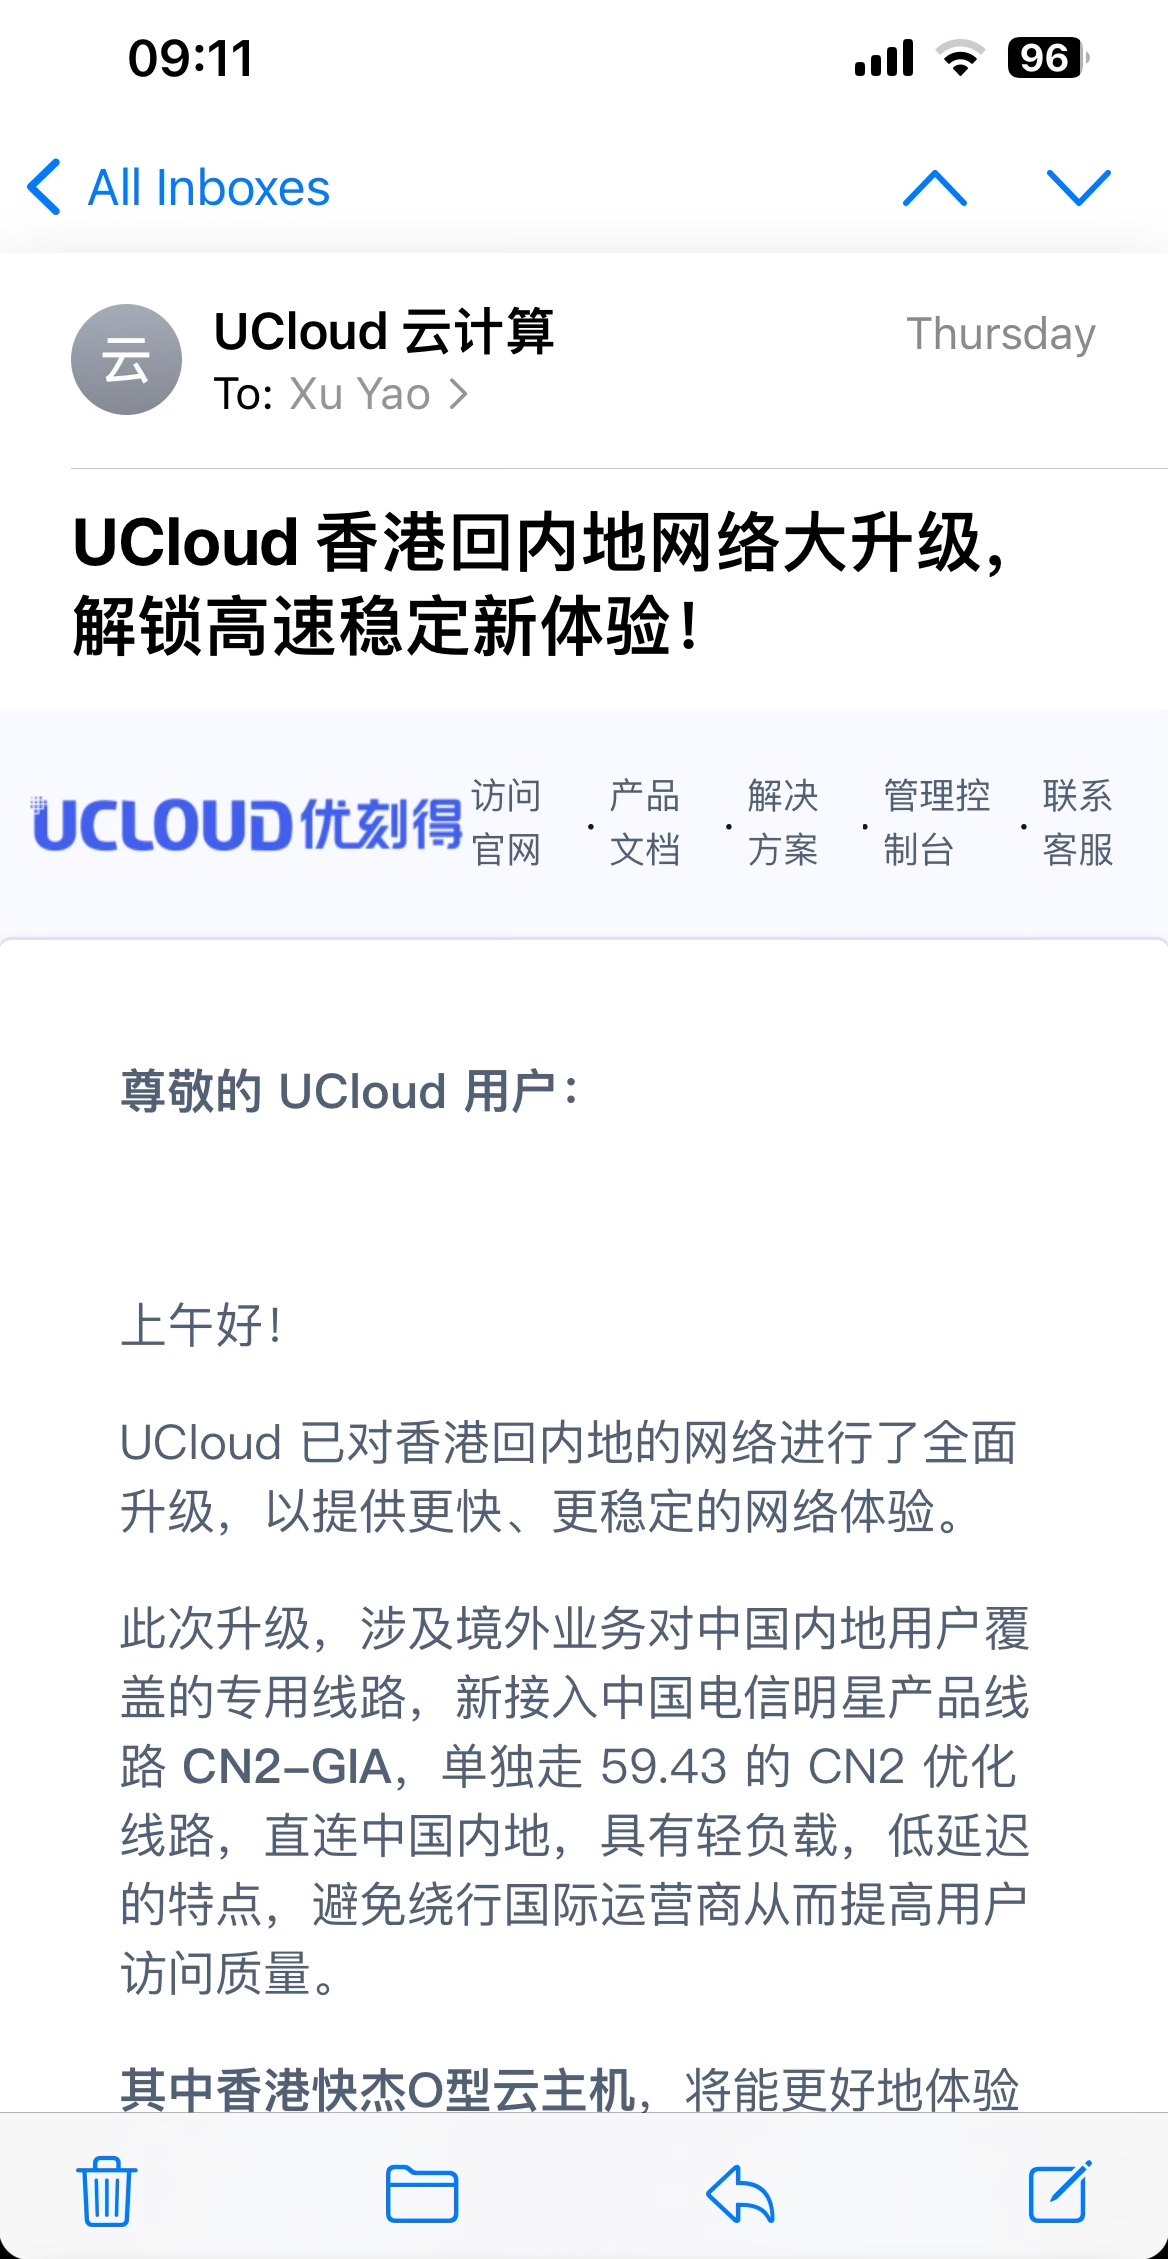 09:11
96
All Inboxes
云
UCloud 云计算
Thursday
To: Xu Yao
UCloud 香港回内地网络大升级，
解锁高速稳定新体验！
UCLOUD优刻得
访问
官网
·
产品
文档
·
解决
方案
·
管理控
制台
·
联系
客服
尊敬的 UCloud 用户：
上午好！
UCloud 已对香港回内地的网络进行了全面
升级，以提供更快、更稳定的网络体验。
此次升级，涉及境外业务对中国内地用户覆
盖的专用线路，新接入中国电信明星产品线
路 CN2-GIA，单独走 59.43 的 CN2 优化
线路，直连中国内地，具有轻负载，低延迟
的特点，避免绕行国际运营商从而提高用户
访问质量。
其中香港快杰O型云主机，将能更好地体验